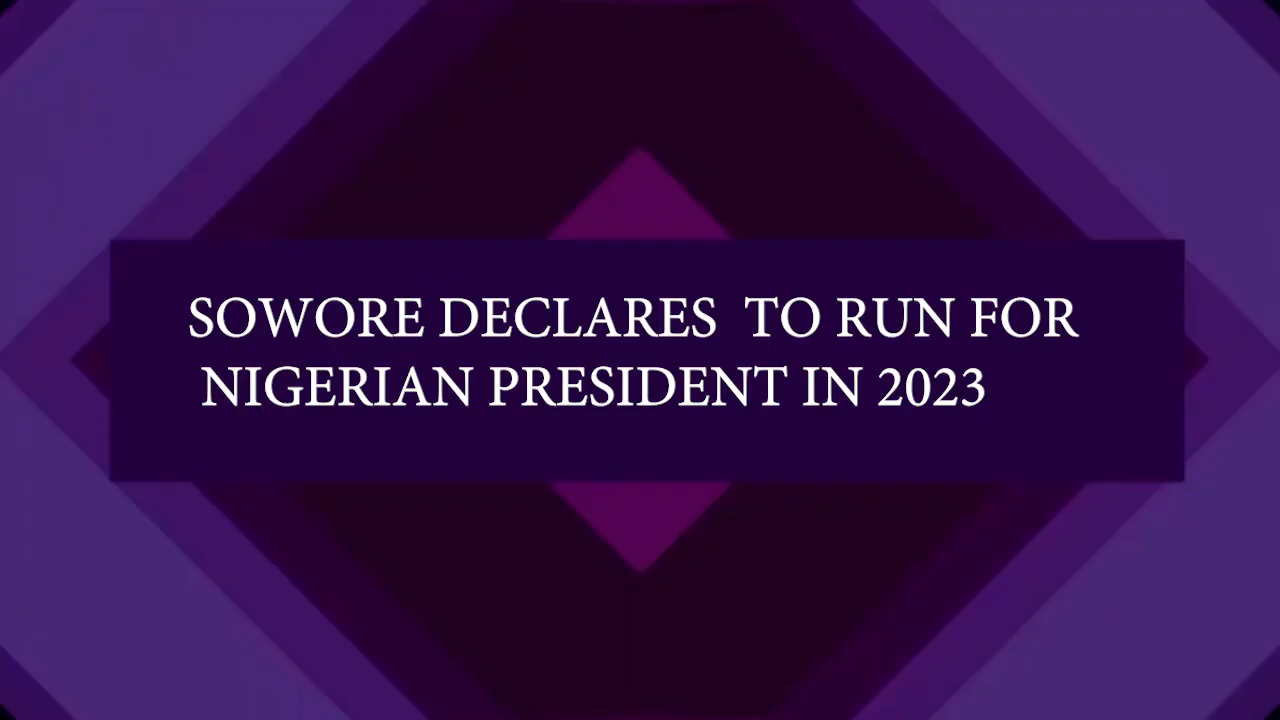 SOWORE DECLARES  TO RUN FOR
NIGERIAN PRESIDENT IN 2023